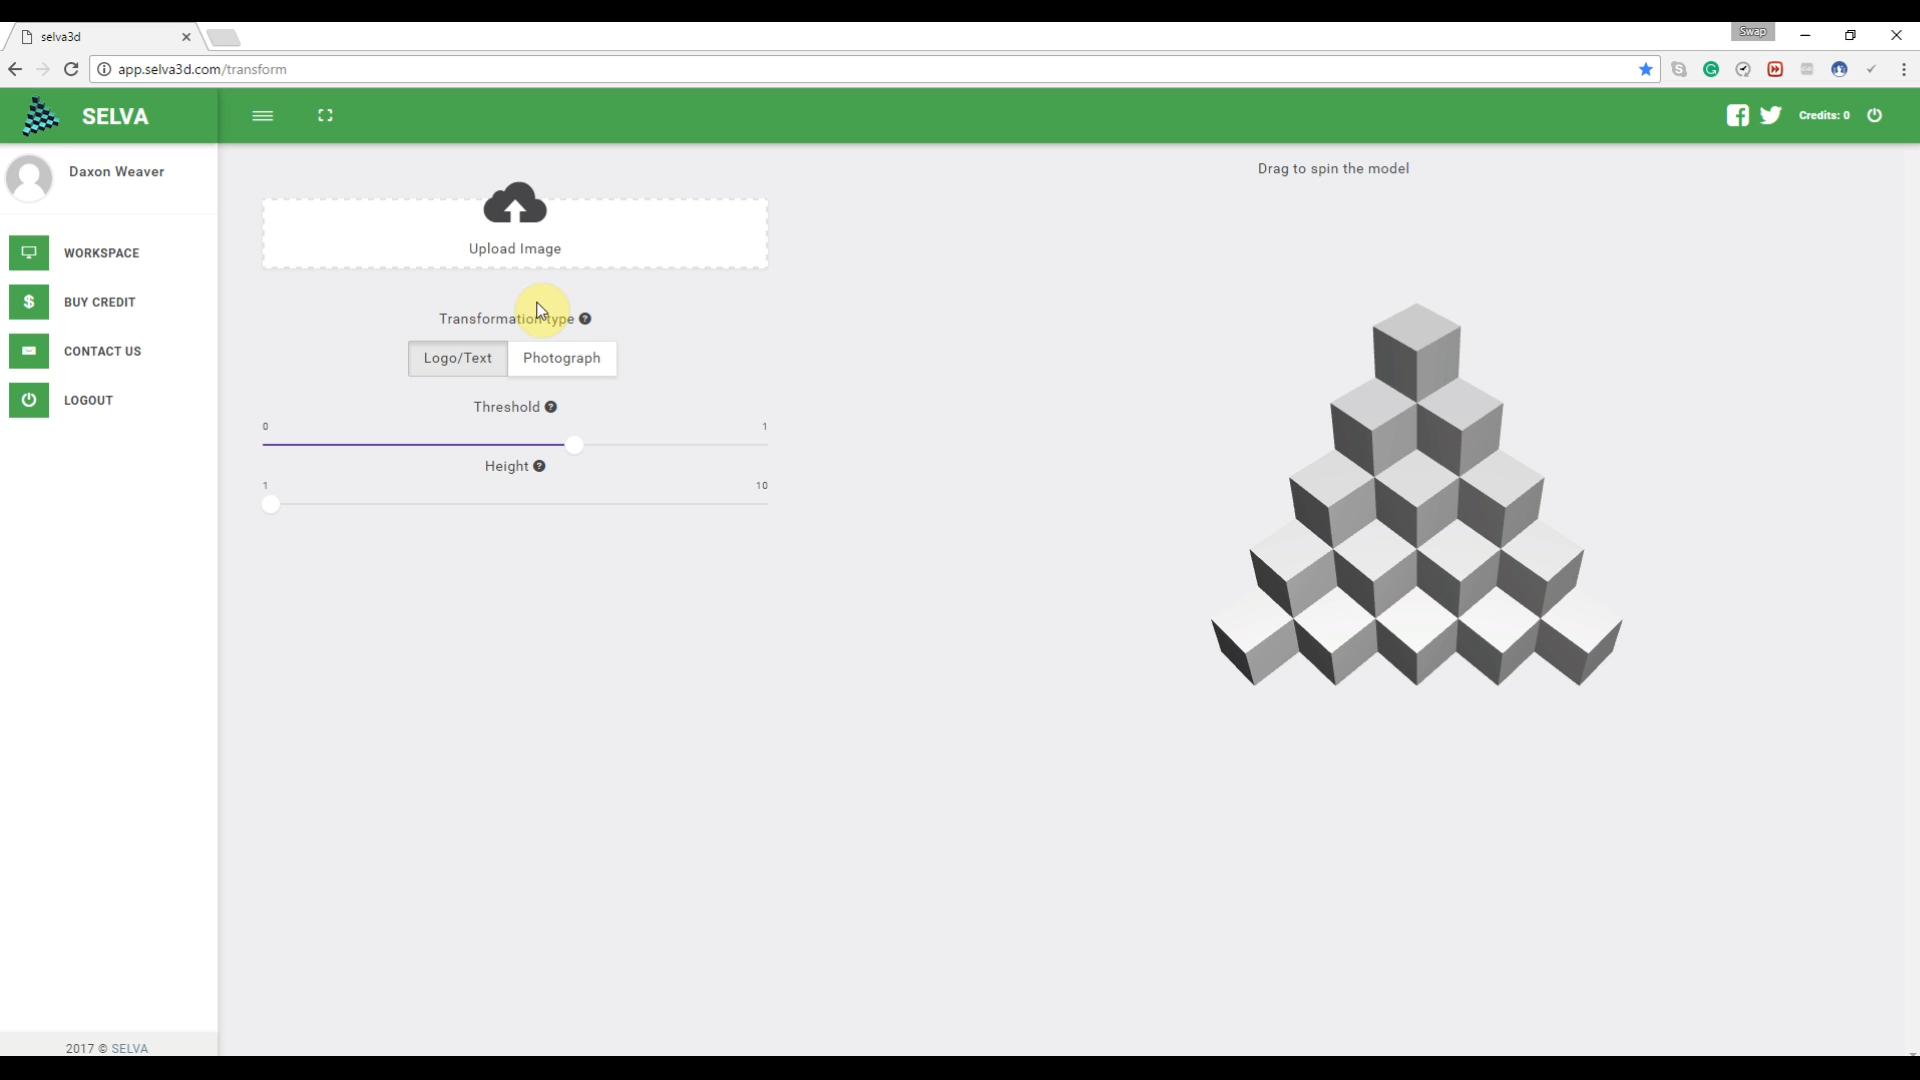 selva3d
Swap
app.selva3d.com/transform
SELVA
Credits: 0
Daxon Weaver
WORKSPACE
BUY CREDIT
CONTACT US
LOGOUT
2017 © SELVA
Upload Image
Transformation type
Logo/Text
Photograph
Threshold
0
1
Height
1
10
Drag to spin the model